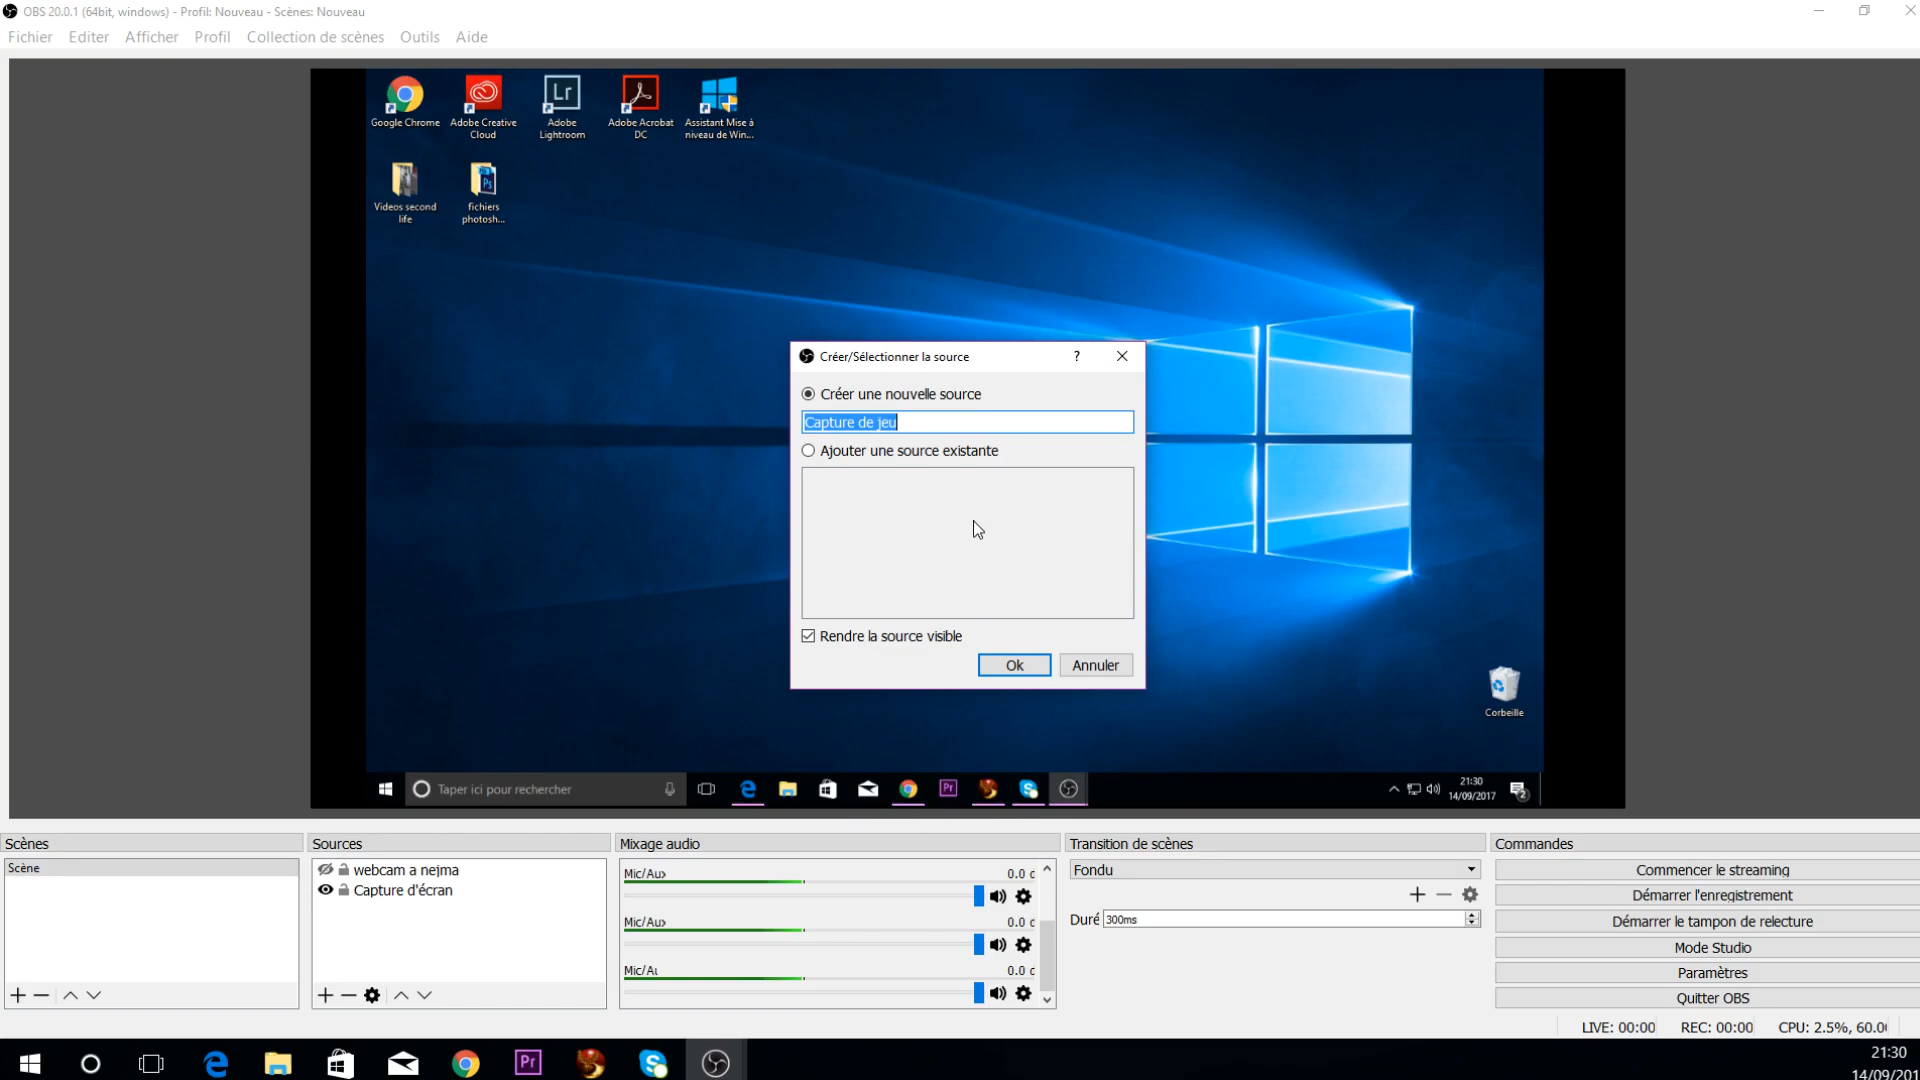 OBS 20.0.1 (64bit, windows) - Profil: Nouveau - Scènes: Nouveau
Fichier Editer Afficher Profil Collection de scènes Outils Aide
Google Chrome
Adobe Creative
Cloud
Adobe
Lightroom
Adobe Acrobat
DC
Assistant Mise à
niveau de Win...
Videos second
life
fichiers
photosh...
Créer/Sélectionner la source
?
Créer une nouvelle source
Capture de jeu
Ajouter une source existante
Rendre la source visible
Ok
Annuler
Corbeille
Taper ici pour rechercher
21:30
14/09/2017
2
Scènes
Scène
Sources
webcam a nejma
Capture d'écran
Mixage audio
Mic/Aux
0.0 d
Mic/Aux
0.0 d
Mic/Au
0.0 d
Transition de scènes
Fondu
Duré 300ms
Commandes
Commencer le streaming
Démarrer l'enregistrement
Démarrer le tampon de relecture
Mode Studio
Paramètres
Quitter OBS
LIVE: 00:00 REC: 00:00 CPU: 2.5%, 60.0
21:30
14/09/201